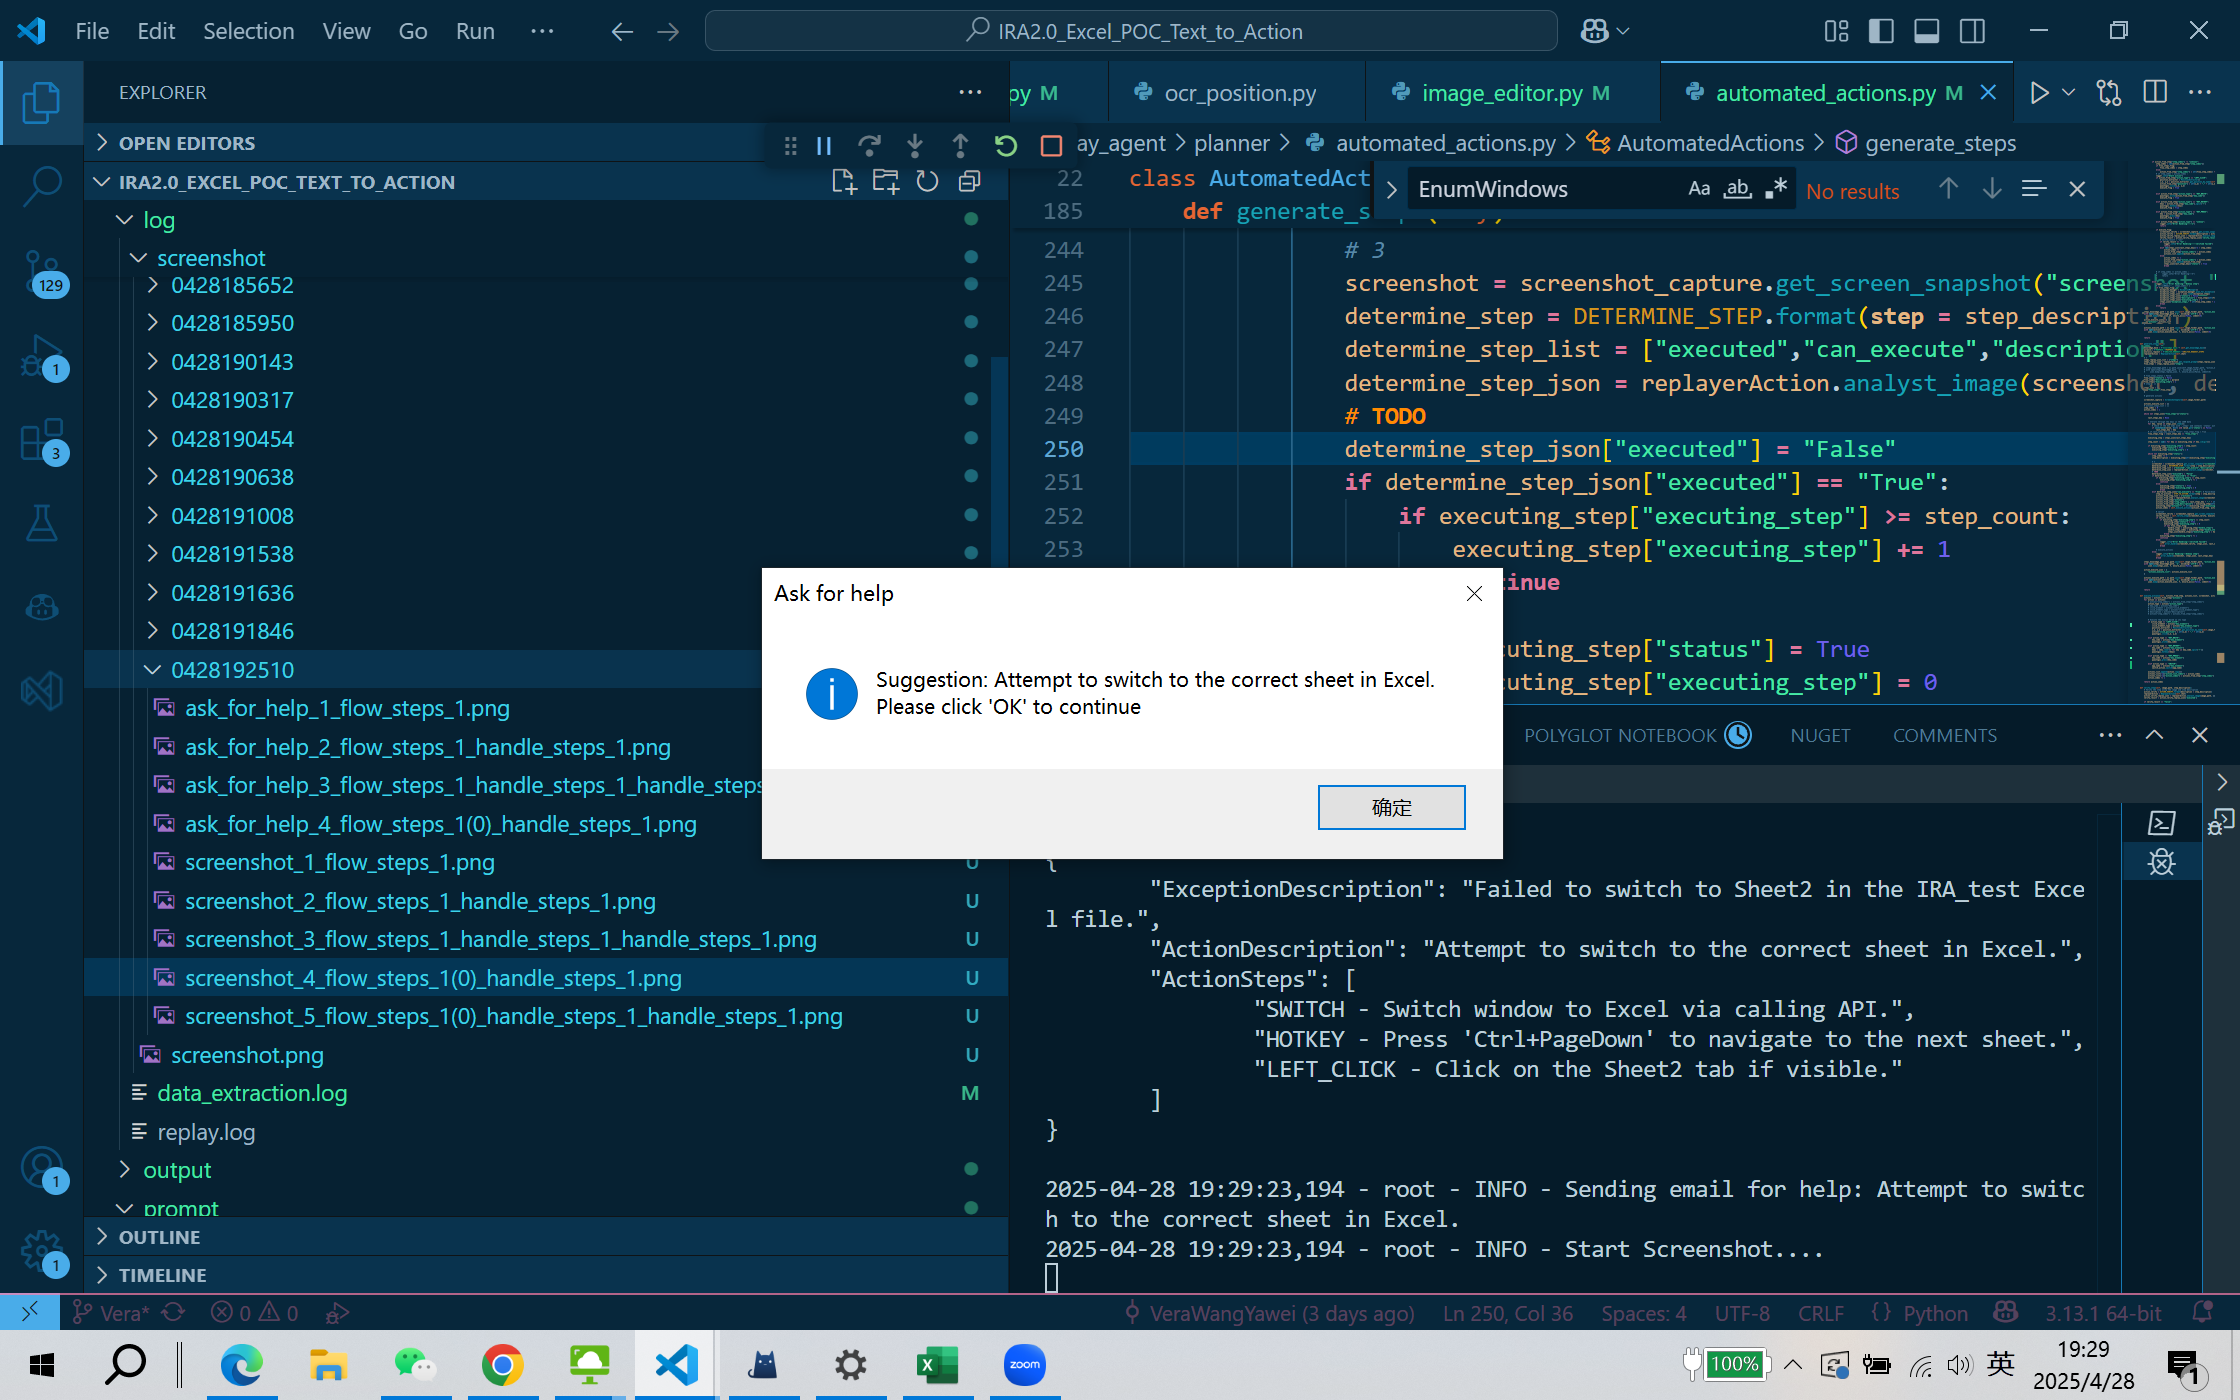 File Edit Selection View Go Run ···
IRA2.0_Excel_POC_Text_to_Action
EXPLORER
OPEN EDITORS
IRA2.0_EXCEL_POC_TEXT_TO_ACTION
log
screenshot
0428185652
0428185950
0428190143
0428190317
0428190454
0428190638
0428191008
0428191538
0428191636
0428191846
0428192510
ask_for_help_1_flow_steps_1.png
ask_for_help_2_flow_steps_1_handle_steps_1.png
ask_for_help_3_flow_steps_1_handle_steps_1_handle_steps
ask_for_help_4_flow_steps_1(0)_handle_steps_1.png
screenshot_1_flow_steps_1.png U
screenshot_2_flow_steps_1_handle_steps_1.png U
screenshot_3_flow_steps_1_handle_steps_1_handle_steps_1.png U
screenshot_4_flow_steps_1(0)_handle_steps_1.png U
screenshot_5_flow_steps_1(0)_handle_steps_1_handle_steps_1.png U
screenshot.png U
data_extraction.log M
replay.log
output
prompt
OUTLINE
TIMELINE
129
1
3
1
1
py M ocr_position.py image_editor.py M automated_actions.py M
ay_agent > planner > automated_actions.py > AutomatedActions > generate_steps
EnumWindows Aa ab .* No results
22 class AutomatedAct
185 def generate_s
244 # 3
245 screenshot = screenshot_capture.get_screen_snapshot("screenshot
246 determine_step = DETERMINE_STEP.format(step = step_description)
247 determine_step_list = ["executed","can_execute","description"]
248 determine_step_json = replayerAction.analyst_image(screenshot, de
249 # TODO
250 determine_step_json["executed"] = "False"
251 if determine_step_json["executed"] == "True":
252 if executing_step["executing_step"] >= step_count:
253 executing_step["executing_step"] += 1
tinue
uting_step["status"] = True
uting_step["executing_step"] = 0
Ask for help
Suggestion: Attempt to switch to the correct sheet in Excel.
Please click 'OK' to continue
确定
POLYGLOT NOTEBOOK NUGET COMMENTS
{
"ExceptionDescription": "Failed to switch to Sheet2 in the IRA_test Exce
l file.",
"ActionDescription": "Attempt to switch to the correct sheet in Excel.",
"ActionSteps": [
"SWITCH - Switch window to Excel via calling API.",
"HOTKEY - Press 'Ctrl+PageDown' to navigate to the next sheet.",
"LEFT_CLICK - Click on the Sheet2 tab if visible."
]
}
2025-04-28 19:29:23,194 - root - INFO - Sending email for help: Attempt to switc
h to the correct sheet in Excel.
2025-04-28 19:29:23,194 - root - INFO - Start Screenshot....
Vera* 0 0 VeraWangYawei (3 days ago) Ln 250, Col 36 Spaces: 4 UTF-8 CRLF {} Python 3.13.1 64-bit
zoom
100% 英 19:29
2025/4/28
1